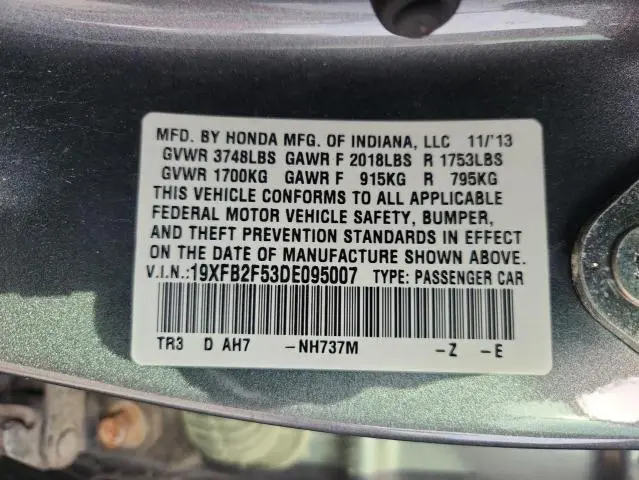 MFD. BY HONDA MFG. OF INDIANA, LLC 11/'13
GVWR 3748LBS GAWR F 2018LBS R 1753LBS
GVWR 1700KG GAWR F 915KG R 795KG
THIS VEHICLE CONFORMS TO ALL APPLICABLE
FEDERAL MOTOR VEHICLE SAFETY, BUMPER,
AND THEFT PREVENTION STANDARDS IN EFFECT
ON THE DATE OF MANUFACTURE SHOWN ABOVE.
V.I.N.:19XFB2F53DE095007 TYPE: PASSENGER CAR
TR3 D AH7 -NH737M -Z -E